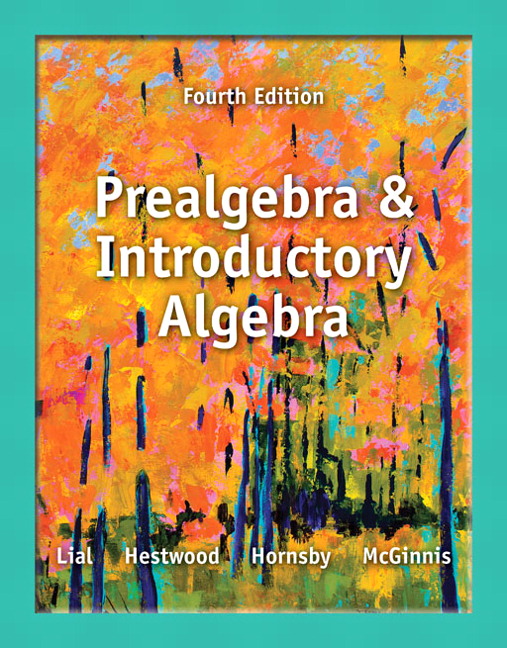 Fourth Edition
Prealgebra &
Introductory
Algebra
Lial Hestwood Hornsby McGinnis